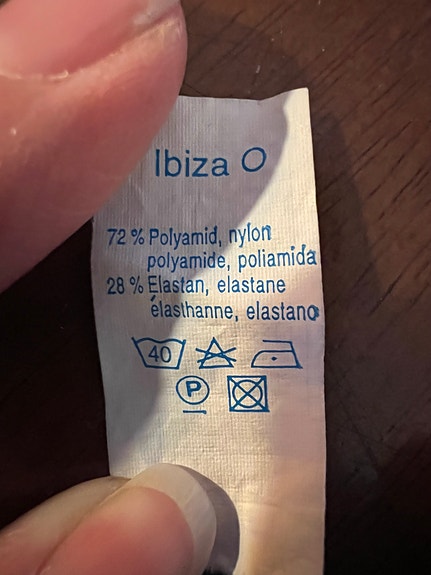 Ibiza O
72 % Polyamid, nylon
polyamide, poliamida
28 % Elastan, elastane
élasthanne, elastano
40
P